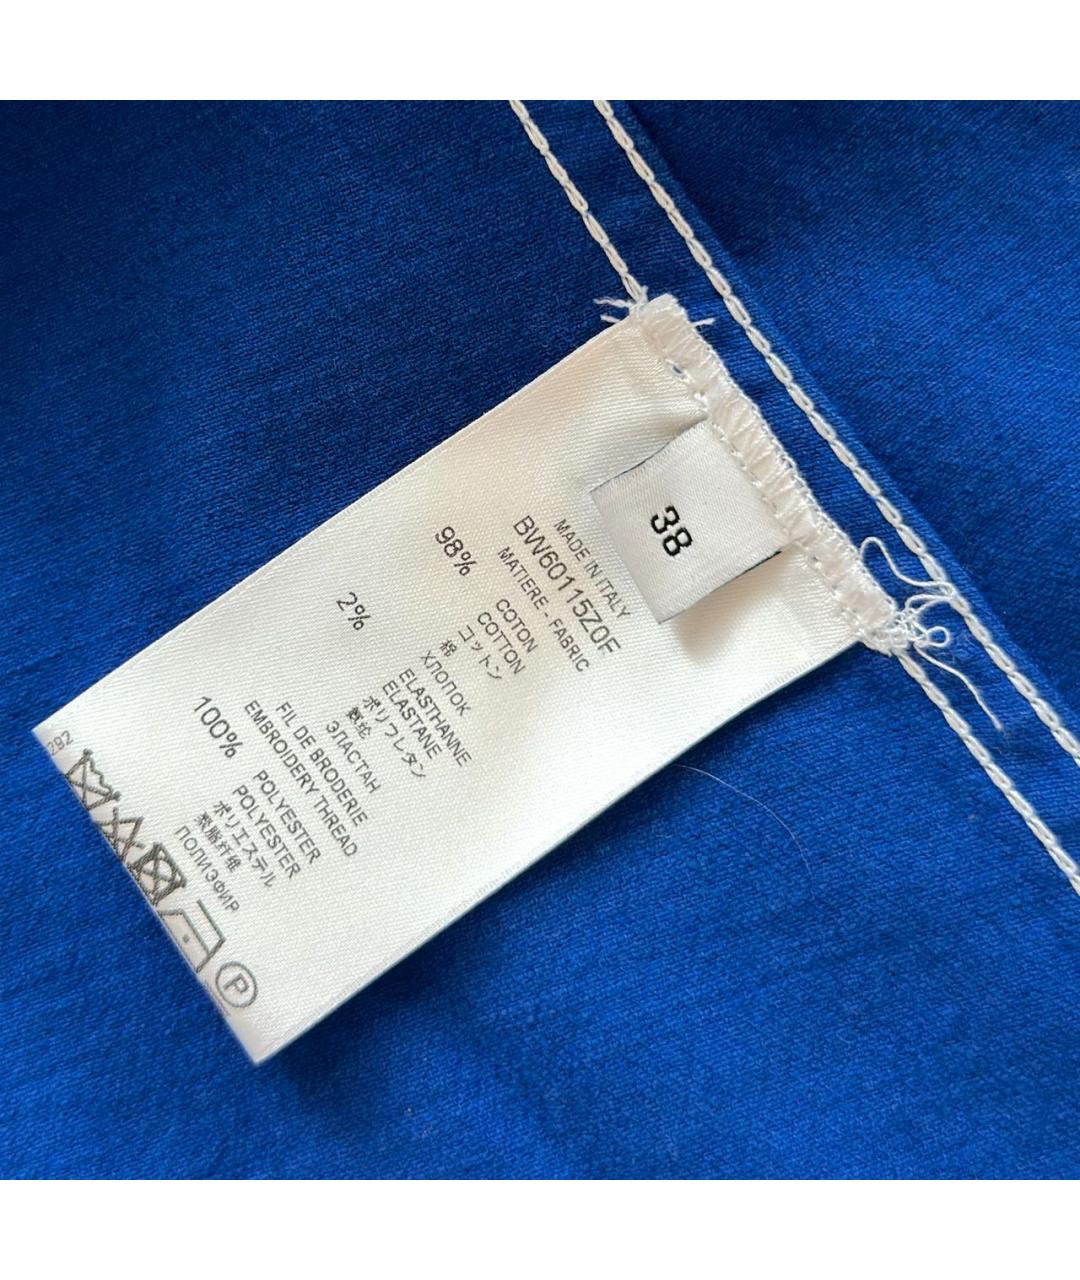 38
MADE IN ITALY
BW60115Z0F
MATIERE - FABRIC
98% COTON
COTTON
コットン
棉
ХЛОПОК
2% ELASTHANNE
ELASTANE
ポリウレタン
氨纶
ЭЛАСТАН
FIL DE BRODERIE
EMBROIDERY THREAD
100% POLYESTER
POLYESTER
ポリエステル
聚脂纤维
ПОЛИЭФИР
292
P